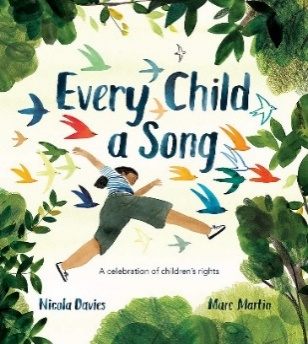 Every Child
a Song
A celebration of children's rights
Nicola Davies
Marc Martin